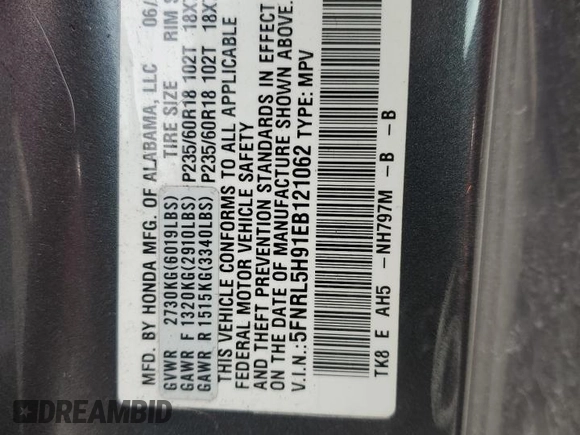 MFD. BY HONDA MFG. OF ALABAMA, LLC 06/
GVWR 2730KG(6019LBS) TIRE SIZE RIM S
GAWR F 1320KG(2910LBS) P235/60R18 102T 18X
GAWR R 1515KG(3340LBS) P235/60R18 102T 18X
THIS VEHICLE CONFORMS TO ALL APPLICABLE
FEDERAL MOTOR VEHICLE SAFETY
AND THEFT PREVENTION STANDARDS IN EFFECT
ON THE DATE OF MANUFACTURE SHOWN ABOVE.
V.I.N.:5FNRL5H91EB121062 TYPE: MPV
TK8 E AH5 -NH797M -B -B
DREAMBID